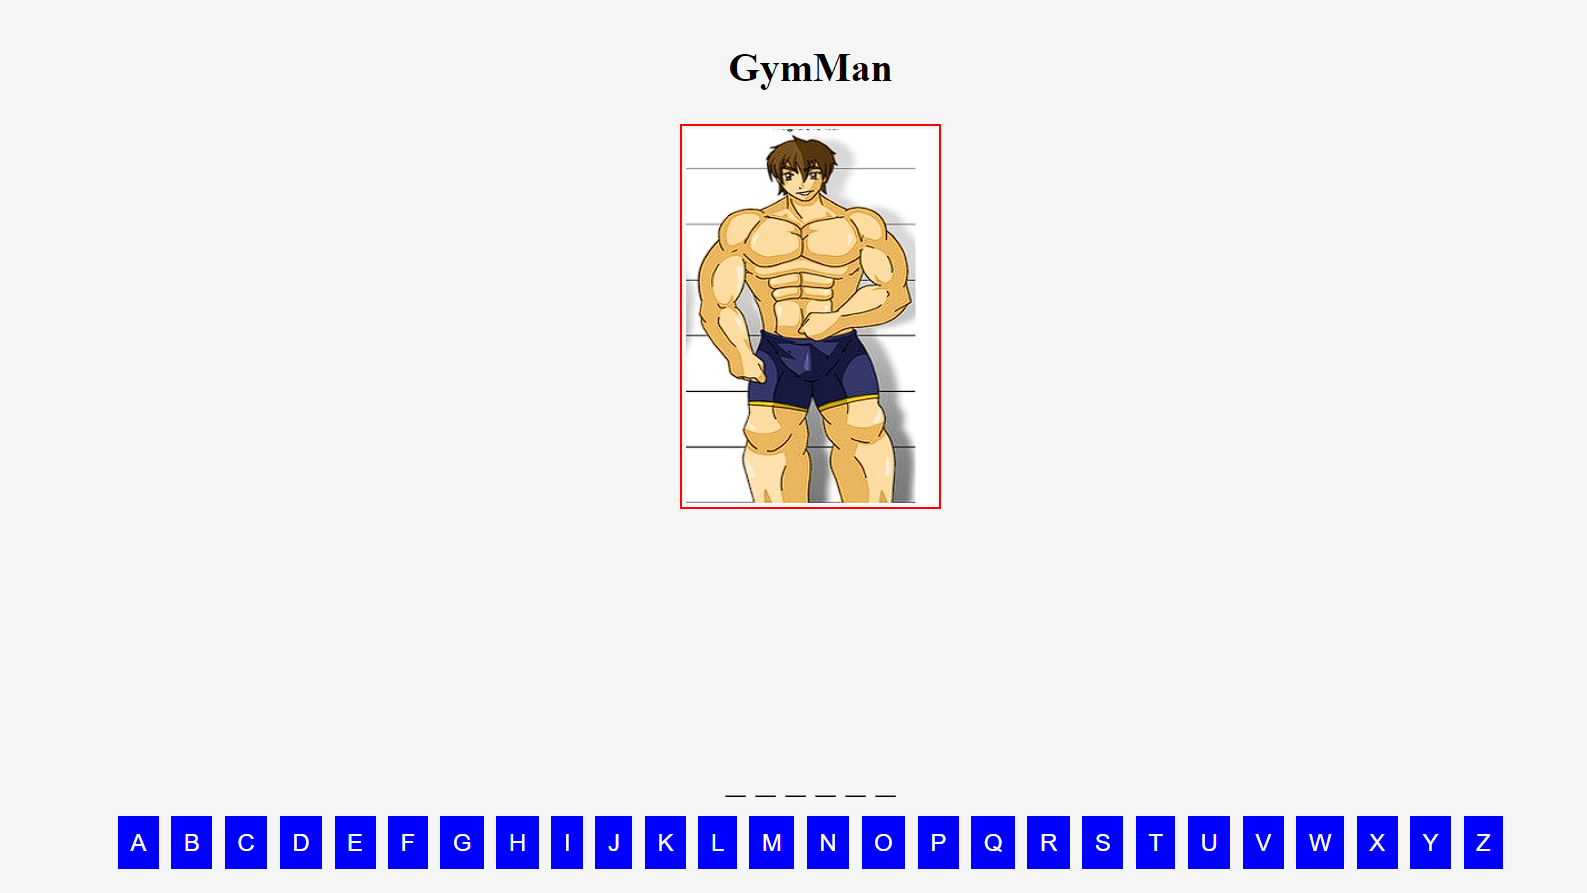 GymMan
_ _ _ _ _ _
A B C D E F G H I J K L M N O P Q R S T U V W X Y Z